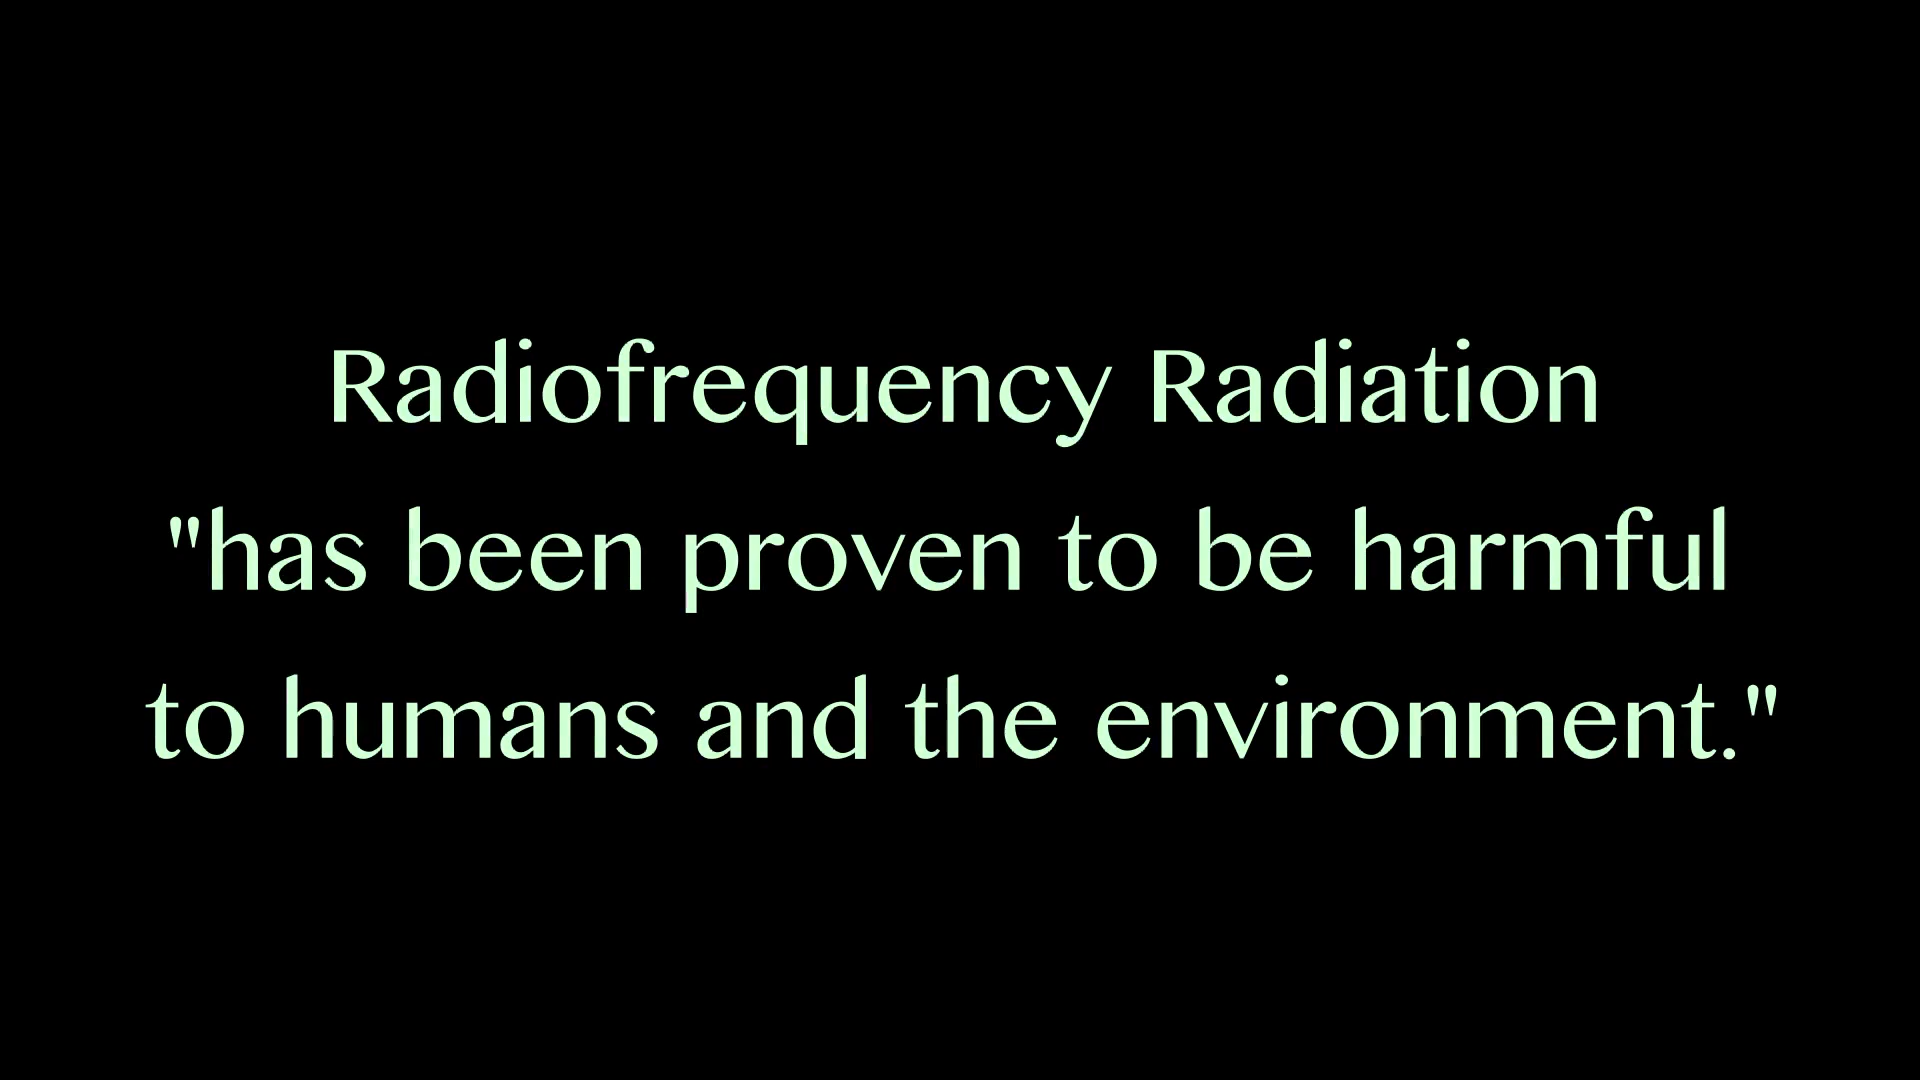 Radiofrequency Radiation
"has been proven to be harmful
to humans and the environment."